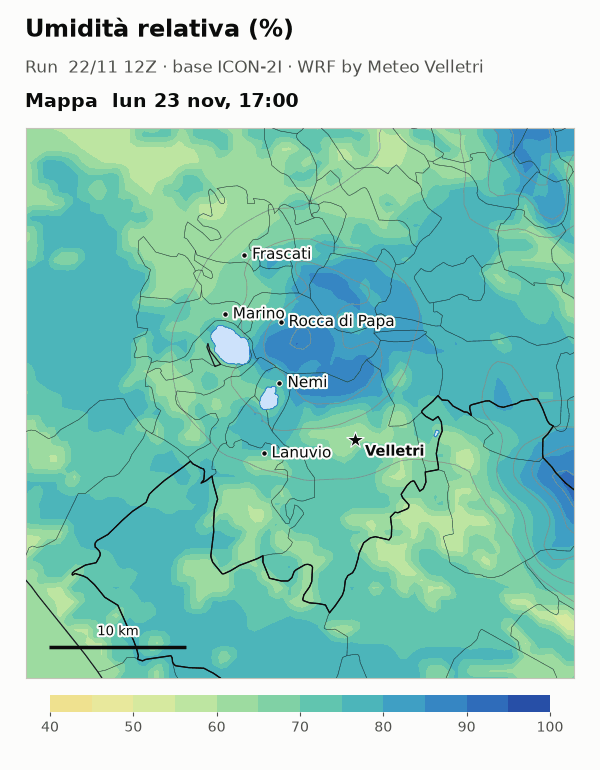 Umidità relativa (%)
Run  22/11 12Z · base ICON-2I · WRF by Meteo Velletri
Mappa  lun 23 nov, 17:00
Frascati
Marino
Rocca di Papa
Nemi
Velletri
Lanuvio
10 km
40 50 60 70 80 90 100